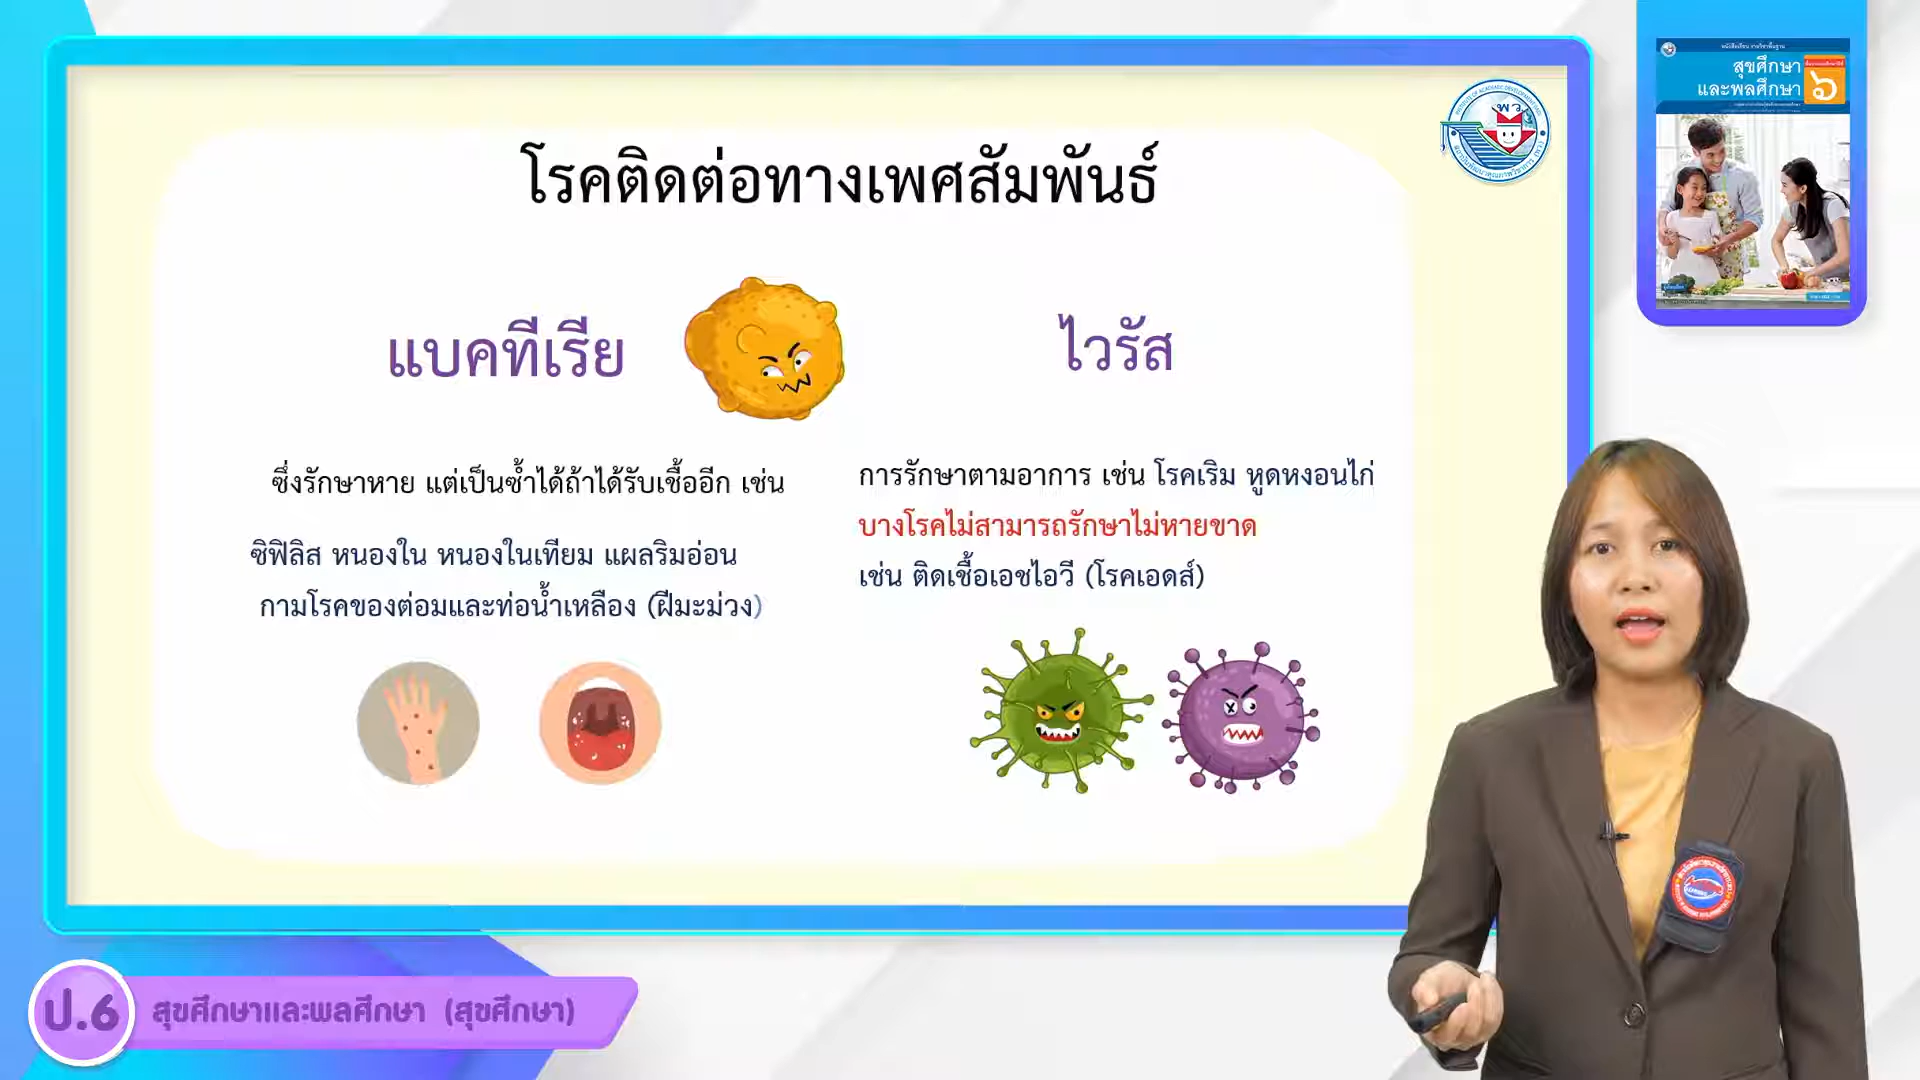 โรคติดต่อทางเพศสัมพันธ์
แบคทีเรีย
ซึ่งรักษาหาย แต่เป็นซ้ำได้ถ้าได้รับเชื้ออีก เช่น
ซิฟิลิส หนองใน หนองในเทียม แผลริมอ่อน
กามโรคของต่อมและท่อน้ำเหลือง (ฝีมะม่วง)
ไวรัส
การรักษาตามอาการ เช่น โรคเริม หูดหงอนไก่
บางโรคไม่สามารถรักษาไม่หายขาด
เช่น ติดเชื้อเอชไอวี (โรคเอดส์)
พว.
สุขศึกษา
และพลศึกษา
๖
ป.6
สุขศึกษาและพลศึกษา (สุขศึกษา)